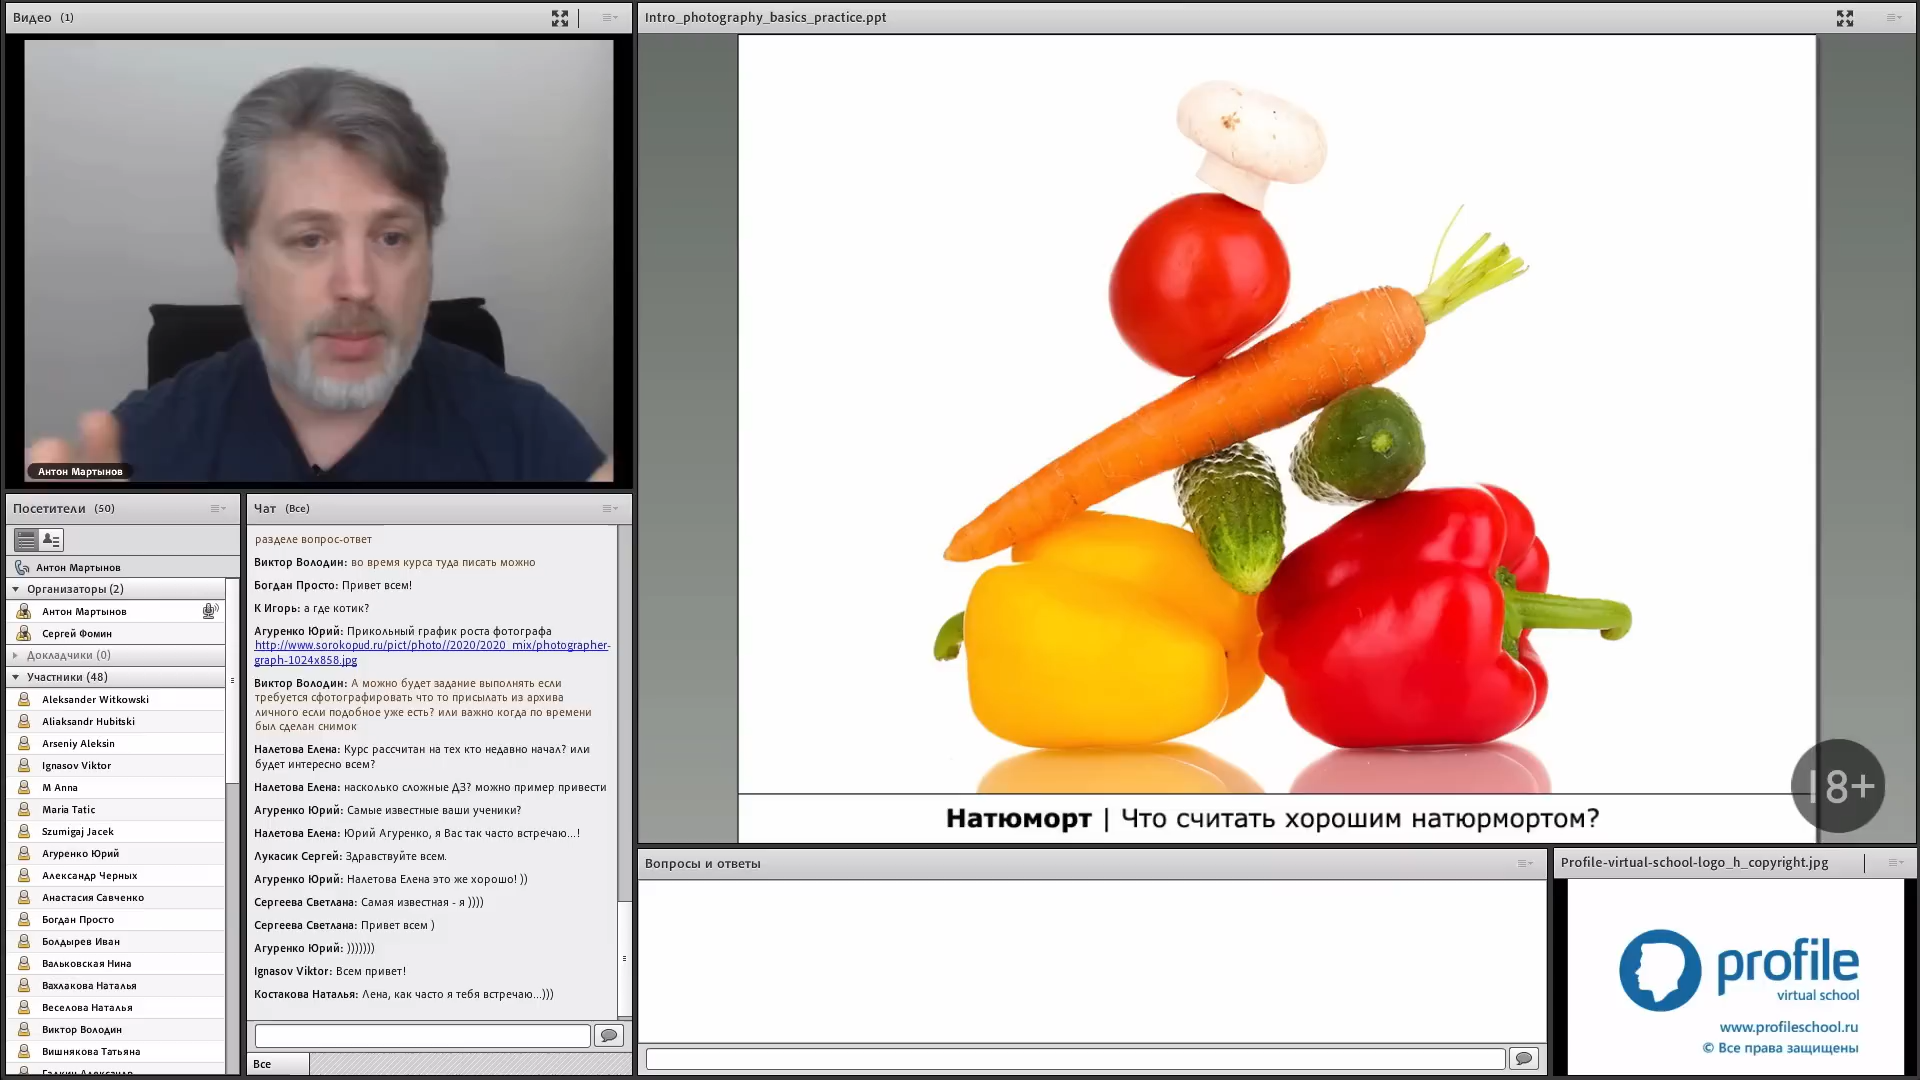 Видео (1)
Антон Мартынов
Посетители (50)
Антон Мартынов
Организаторы (2)
Антон Мартынов
Сергей Фомин
Докладчики (0)
Участники (48)
Aleksander Witkowski
Aliaksandr Hubitski
Arseniy Aleksin
Ignasov Viktor
M Anna
Maria Tatic
Szumigaj Jacek
Агуренко Юрий
Александр Черных
Анастасия Савченко
Богдан Просто
Болдырев Иван
Вальковская Нина
Вахлакова Наталья
Веселова Наталья
Виктор Володин
Вишнякова Татьяна
Галкин Александр
Чат (Все)
разделе вопрос-ответ
Виктор Володин: во время курса туда писать можно
Богдан Просто: Привет всем!
К Игорь: а где котик?
Агуренко Юрий: Прикольный график роста фотографа
http://www.sorokopud.ru/pict/photo//2020/2020_mix/photographer-
graph-1024x858.jpg
Виктор Володин: А можно будет задание выполнять если
требуется сфотографировать что то присылать из архива
личного если подобное уже есть? или важно когда по времени
был сделан снимок
Налетова Елена: Курс рассчитан на тех кто недавно начал? или
будет интересно всем?
Налетова Елена: насколько сложные ДЗ? можно пример привести
Агуренко Юрий: Самые известные ваши ученики?
Налетова Елена: Юрий Агуренко, я Вас так часто встречаю...!
Лукасик Сергей: Здравствуйте всем.
Агуренко Юрий: Налетова Елена это же хорошо! ))
Сергеева Светлана: Самая известная - я ))))
Сергеева Светлана: Привет всем )
Агуренко Юрий: )))))))
Ignasov Viktor: Всем привет!
Костакова Наталья: Лена, как часто я тебя встречаю...)))
Все
Intro_photography_basics_practice.ppt
Натюморт | Что считать хорошим натюрмортом?
18+
Вопросы и ответы
Profile-virtual-school-logo_h_copyright.jpg
profile
virtual school
www.profileschool.ru
© Все права защищены